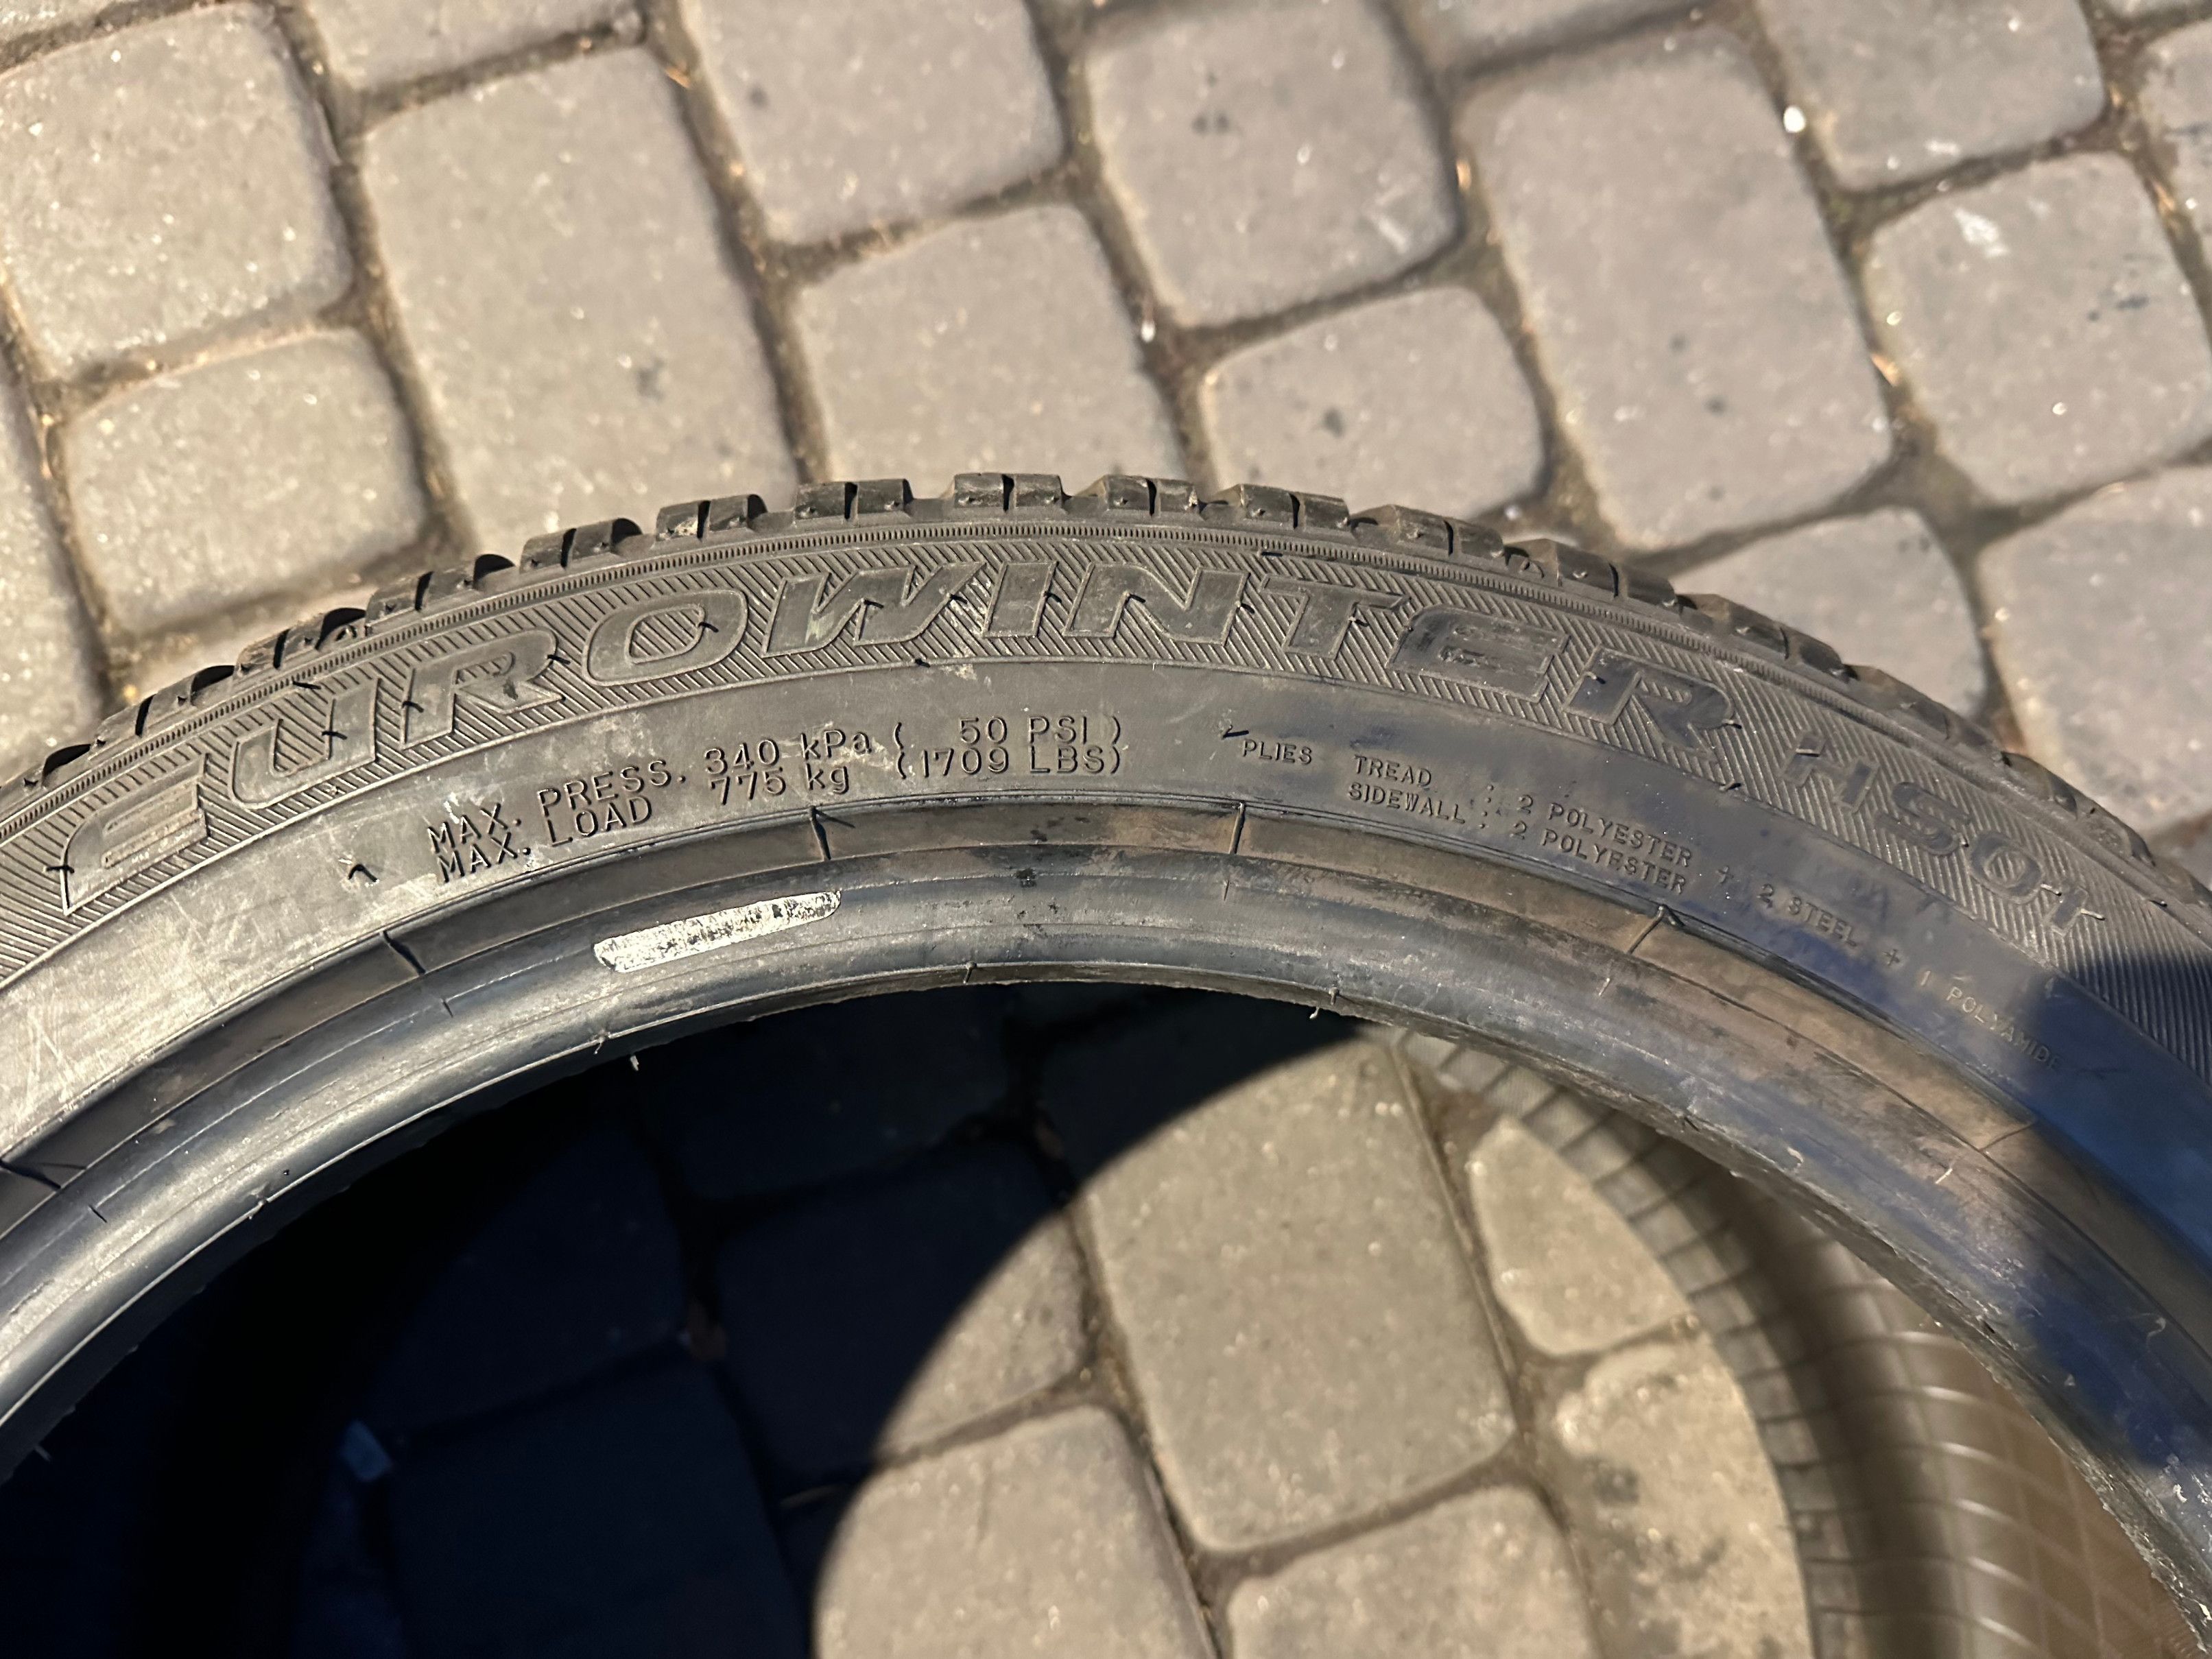 EUROWINTER HS01
MAX. PRESS. 340 kPa ( 50 PSI )
MAX. LOAD 775 kg (1709 LBS)
PLIES TREAD : 2 POLYESTER + 2 STEEL + 1 POLYAMIDE
SIDEWALL : 2 POLYESTER